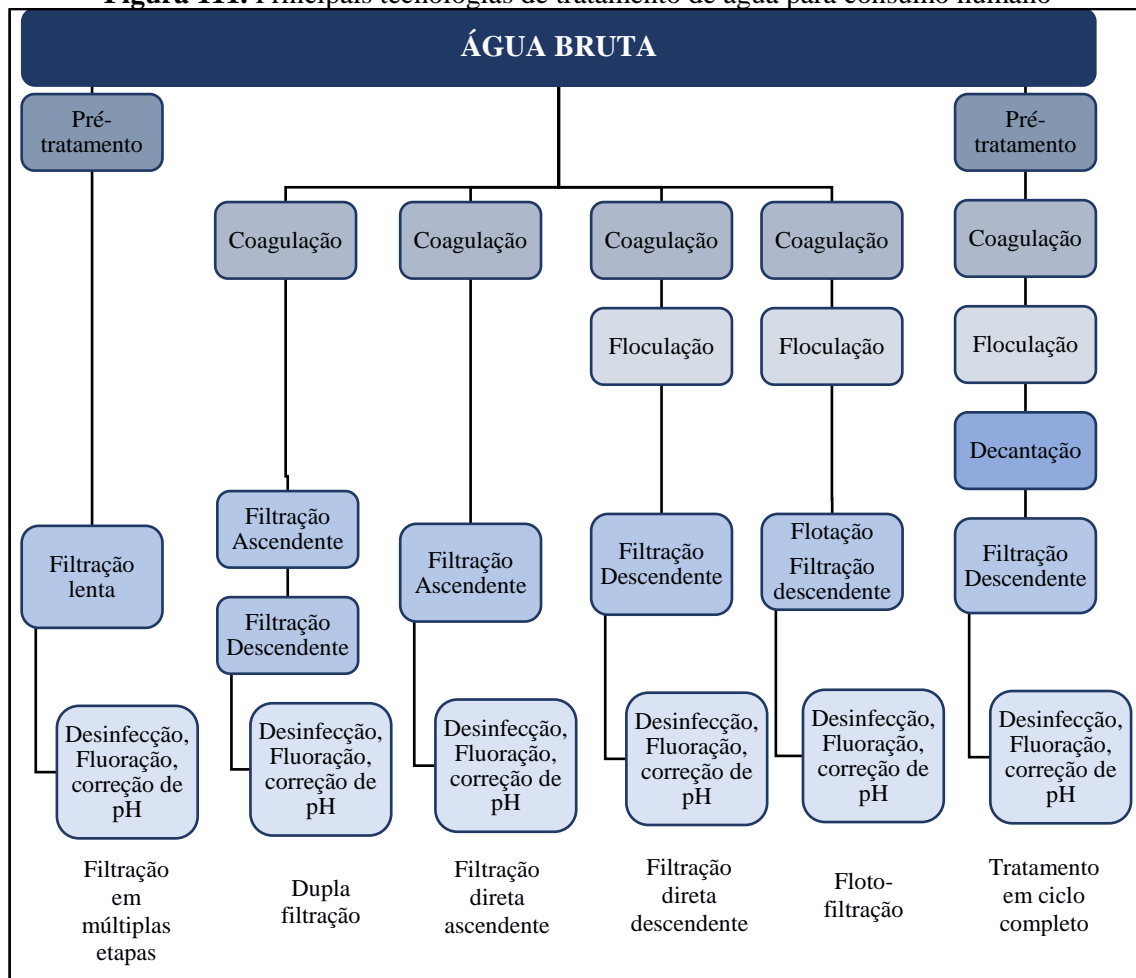 Figura 111. Principais tecnologias de tratamento de água para consumo humano
ÁGUA BRUTA
Pré-
tratamento
Filtração
lenta
Desinfecção,
Fluoração,
correção de
pH
Filtração
em
múltiplas
etapas
Coagulação
Filtração
Ascendente
Filtração
Descendente
Desinfecção,
Fluoração,
correção de
pH
Dupla
filtração
Coagulação
Filtração
Ascendente
Desinfecção,
Fluoração,
correção de
pH
Filtração
direta
ascendente
Coagulação
Floculação
Filtração
Descendente
Desinfecção,
Fluoração,
correção de
pH
Filtração
direta
descendente
Coagulação
Floculação
Flotação
Filtração
descendente
Desinfecção,
Fluoração,
correção de
pH
Floto-
filtração
Pré-
tratamento
Coagulação
Floculação
Decantação
Filtração
Descendente
Desinfecção,
Fluoração,
correção de
pH
Tratamento
em ciclo
completo